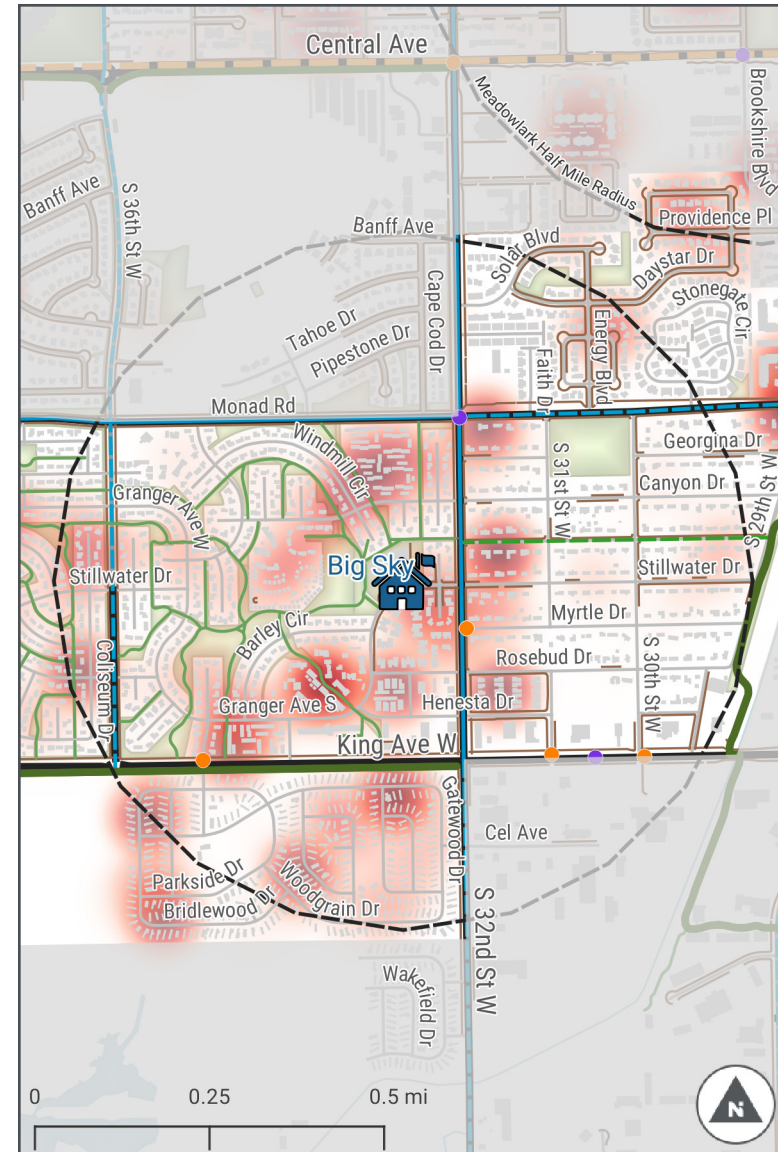 Central Ave
Meadowlark Half Mile Radius
Brookshire Blvd
Banff Ave
S 36th St W
Providence Pl
Banff Ave
Solar Blvd
Daystar Dr
Cape Cod Dr
Stonegate Cir
Tahoe Dr
Pipestone Dr
Energy Blvd
Faith Dr
Monad Rd
Windmill Cir
Georgina Dr
S 31st St W
Canyon Dr
Granger Ave W
S 29th St W
Big Sky
Stillwater Dr
Stillwater Dr
Myrtle Dr
Barley Cir
Rosebud Dr
S 30th St W
Coliseum Dr
Granger Ave S
Henesta Dr
King Ave W
Gatewood Dr
Cel Ave
Parkside Dr
Woodgrain Dr
Bridlewood Dr
S 32nd St W
Wakefield Dr
0 0.25 0.5 mi
N